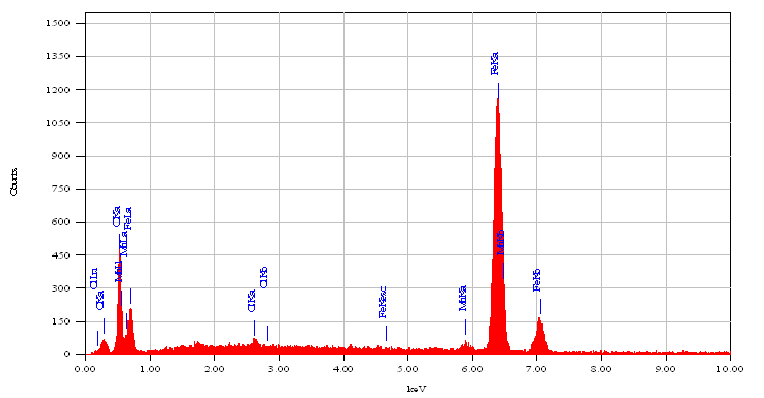 1500
1350
1200
1050
900
750
600
450
300
150
0
Counts
ClLn
CKa
MnLl
OKa
MnLa
FeLa
ClKa
ClKb
FeKesc
MnKa
FeKa
MnKb
FeKb
0.00 1.00 2.00 3.00 4.00 5.00 6.00 7.00 8.00 9.00 10.00
keV